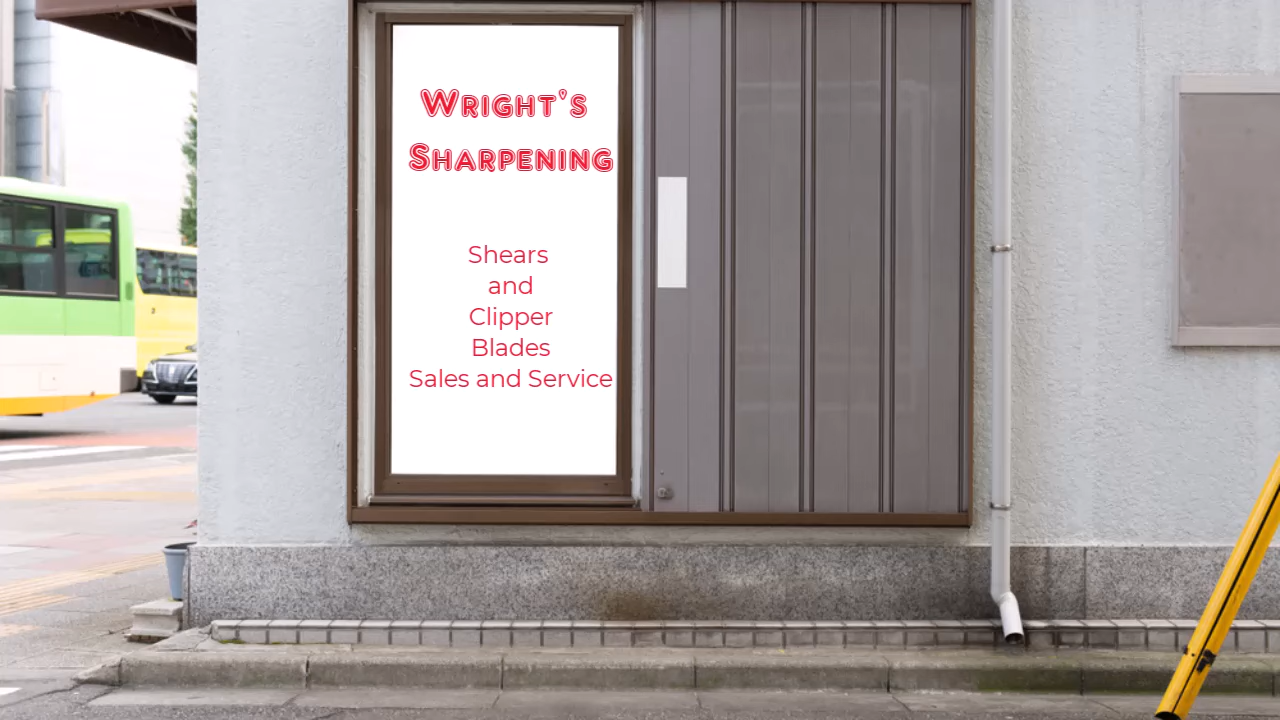 Wright's
Sharpening
Shears
and
Clipper
Blades
Sales and Service